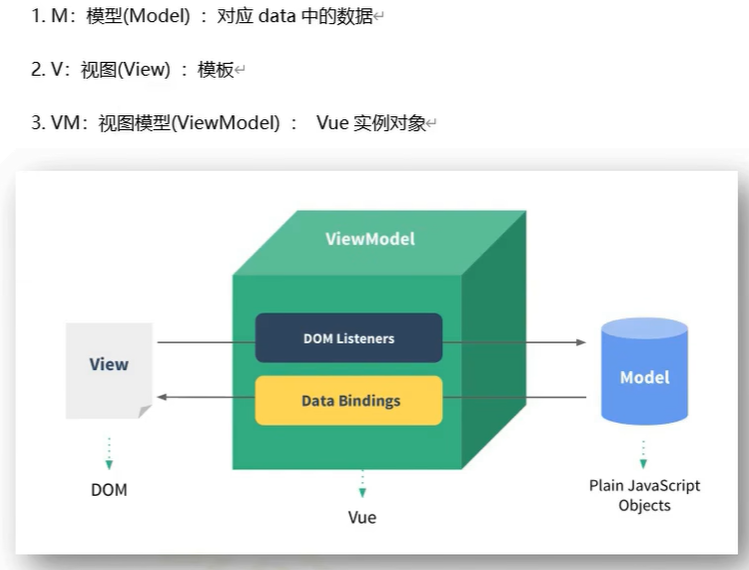 1. M：模型(Model) ：对应 data 中的数据↵
2. V：视图(View) ：模板↵
3. VM：视图模型(ViewModel) ： Vue 实例对象↵
ViewModel
DOM Listeners
View
Model
Data Bindings
DOM
Vue
Plain JavaScript
Objects